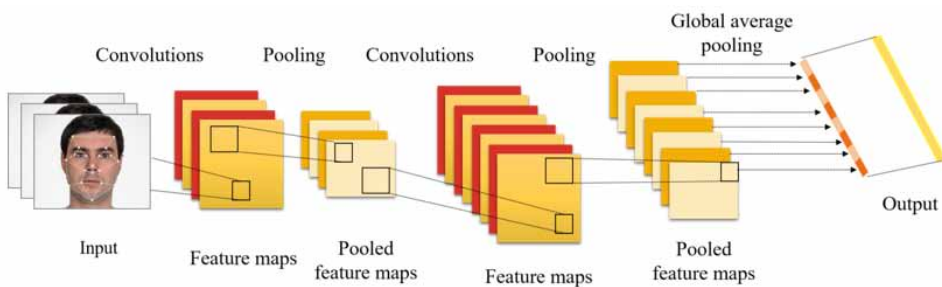 Global average
pooling
Convolutions
Pooling
Convolutions
Pooling
Input
Feature maps
Pooled
feature maps
Feature maps
Pooled
feature maps
Output